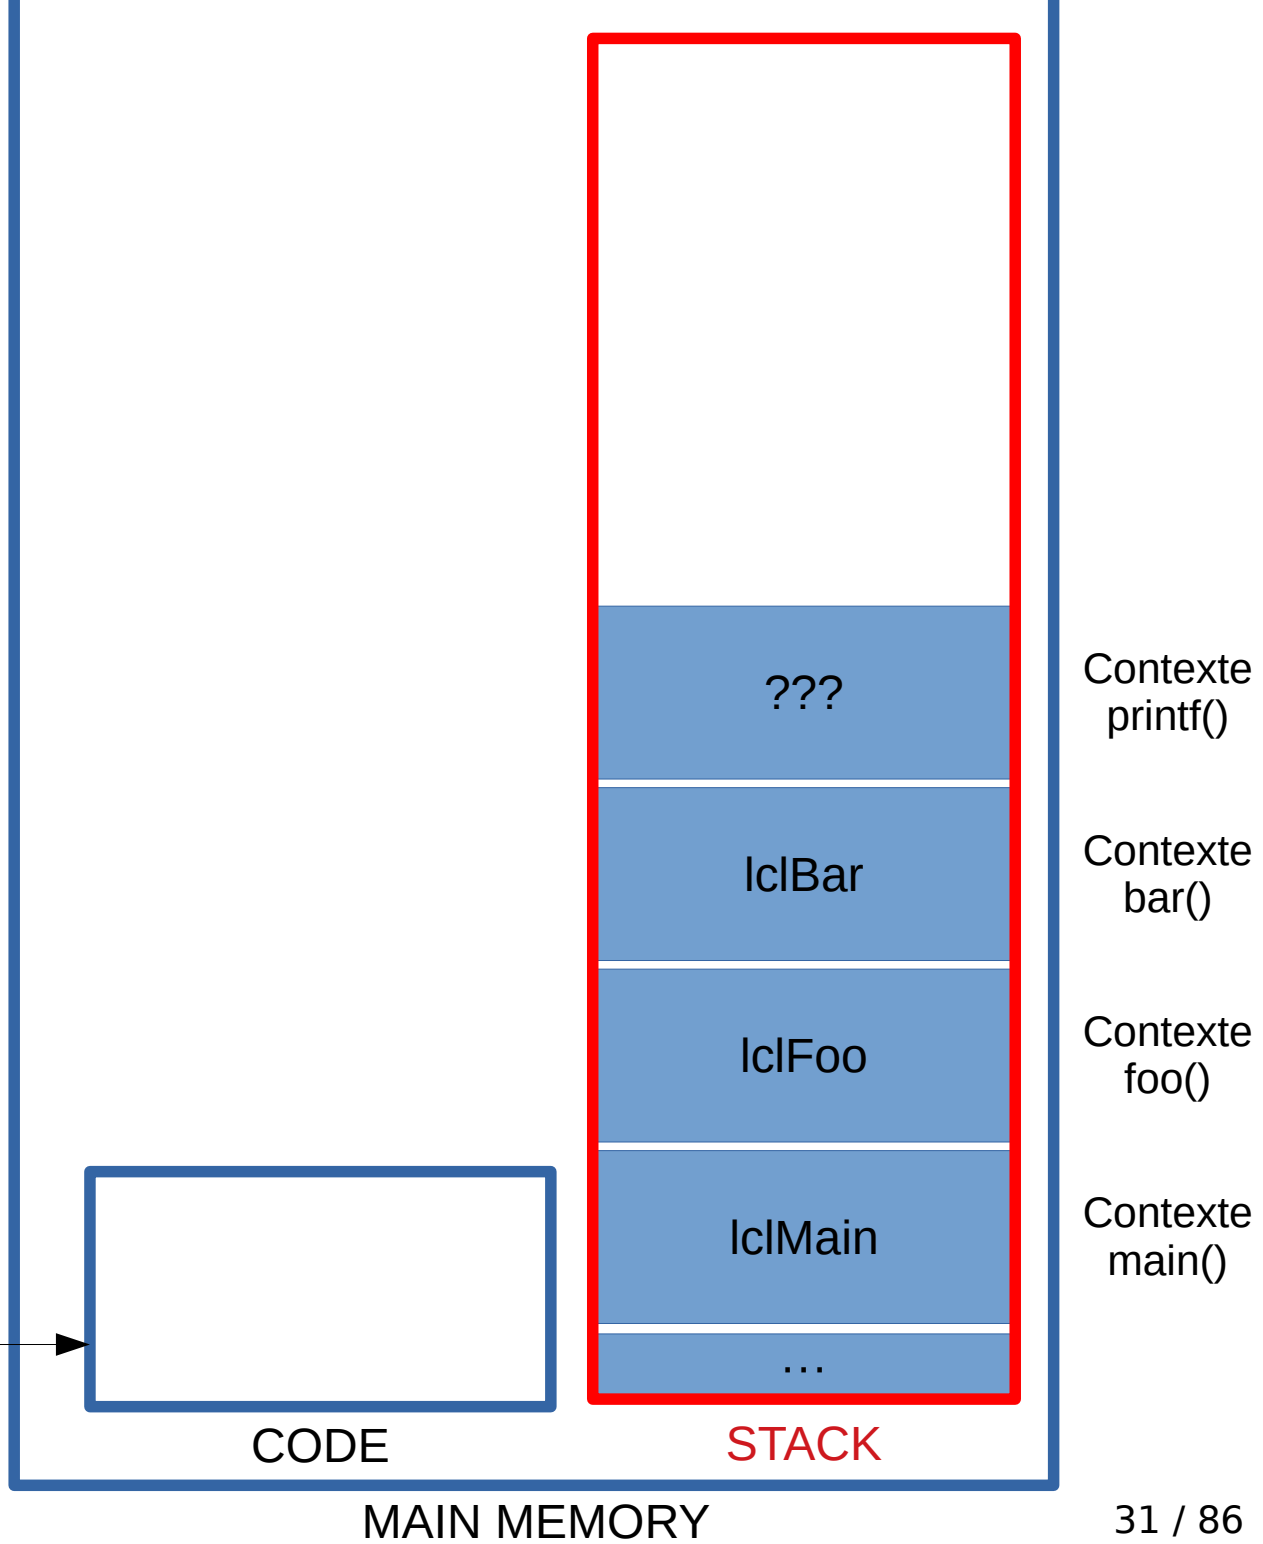 ???
Contexte
printf()
lclBar
Contexte
bar()
lclFoo
Contexte
foo()
lclMain
Contexte
main()
...
CODE
STACK
MAIN MEMORY
31 / 86